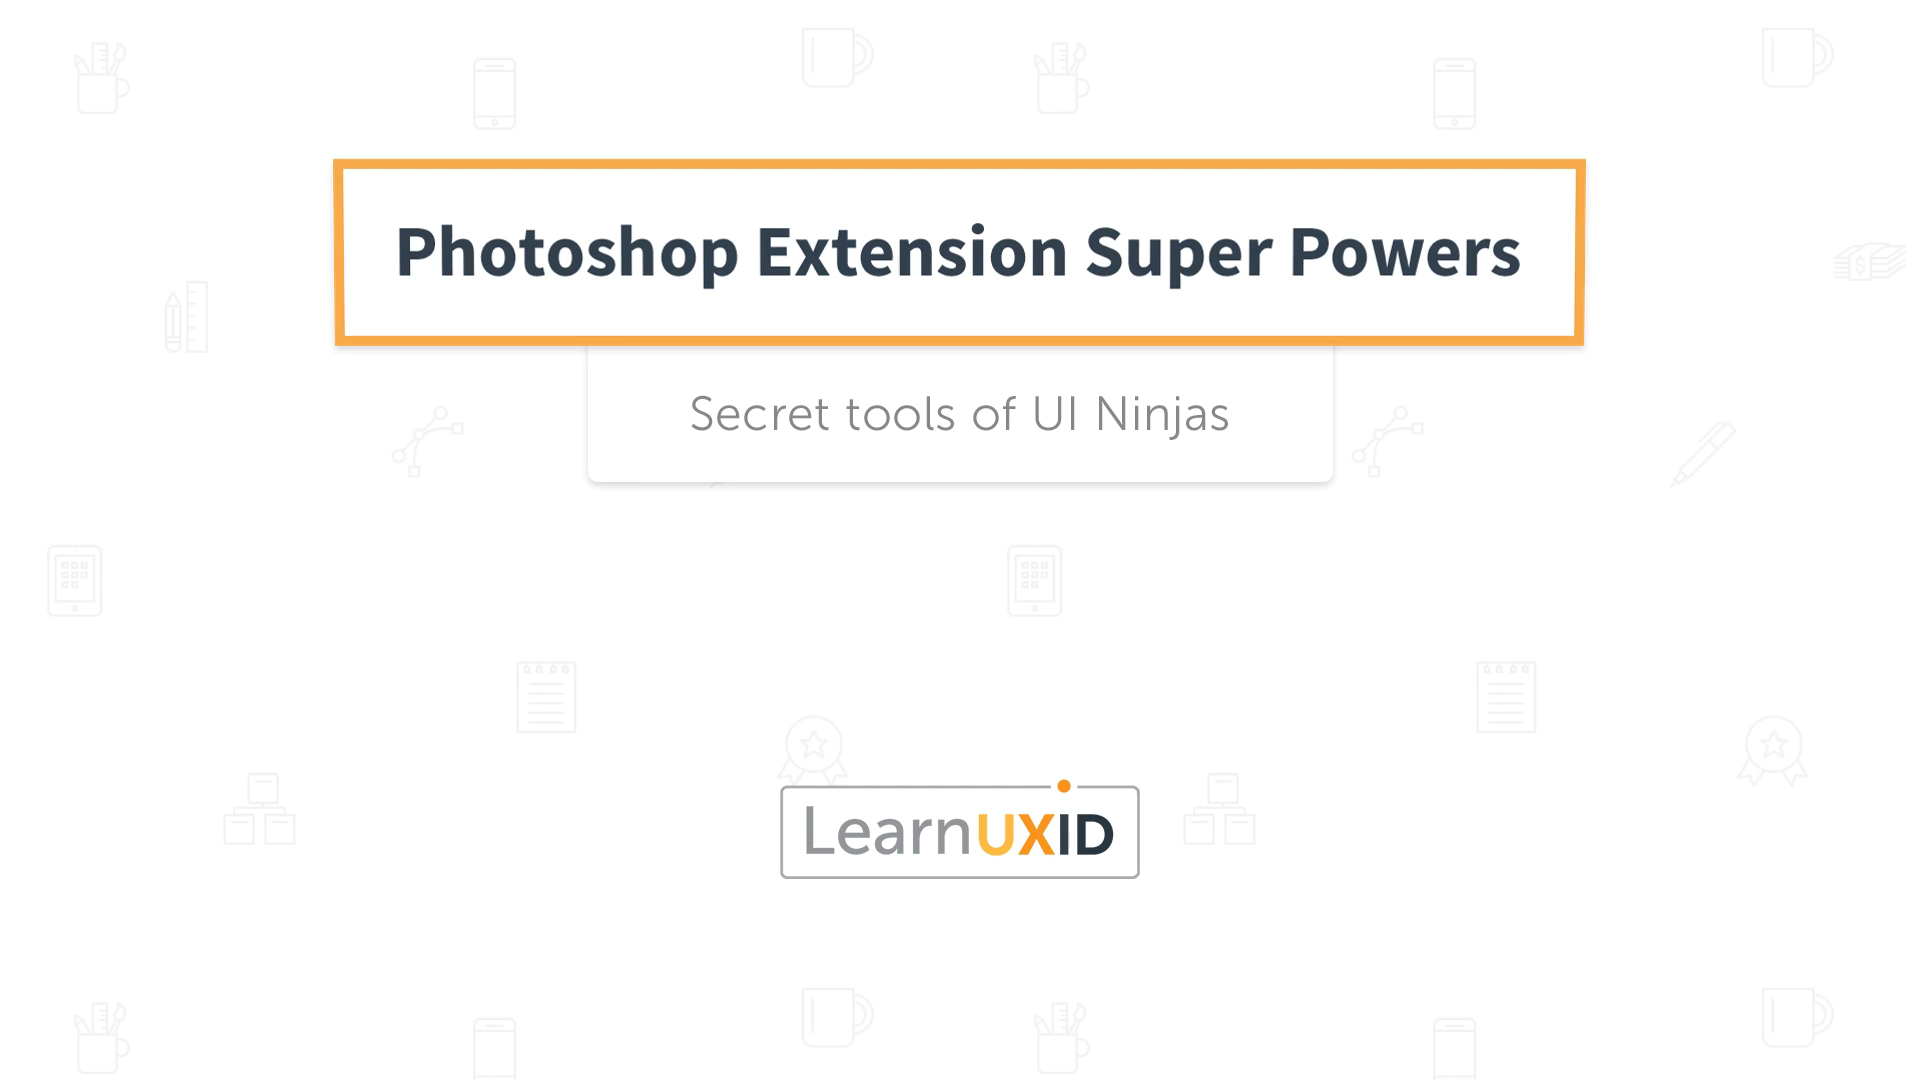 Photoshop Extension Super Powers
Secret tools of UI Ninjas
LearnUXID